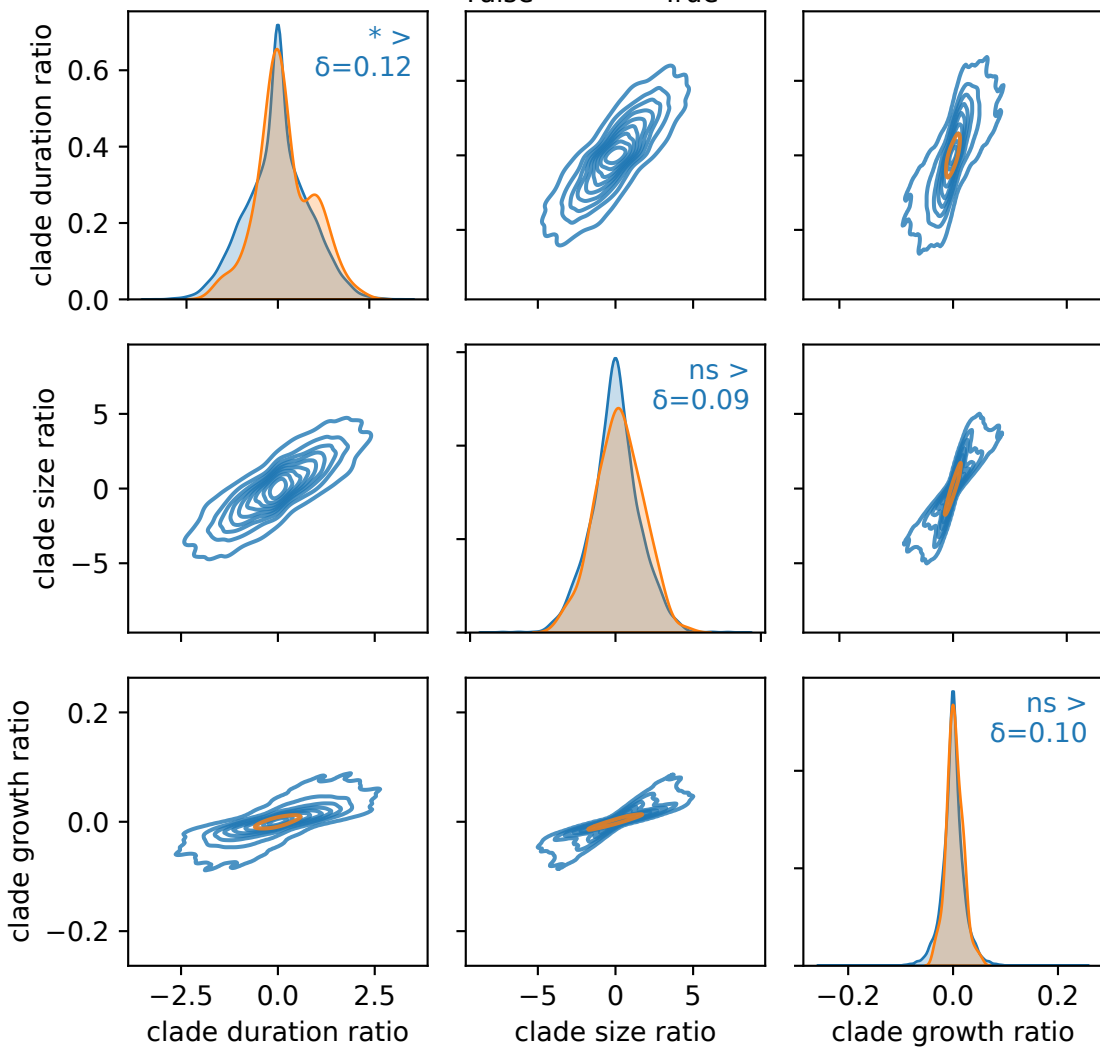 clade duration ratio
0.6
0.4
0.2
0.0
* >
δ=0.12
clade size ratio
5
0
−5
ns >
δ=0.09
clade growth ratio
0.2
0.0
−0.2
ns >
δ=0.10
−2.5 0.0 2.5
−5 0 5
−0.2 0.0 0.2
clade duration ratio
clade size ratio
clade growth ratio